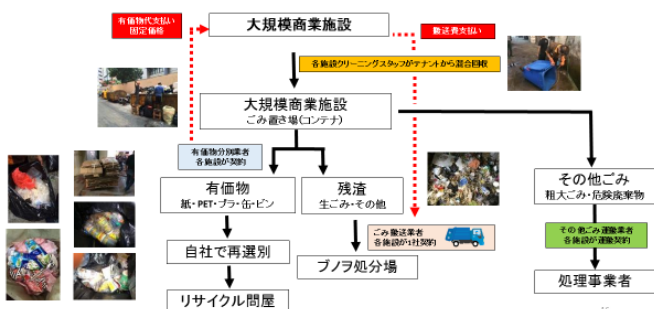 有価物代支払い
固定価格
大規模商業施設
搬送費支払い
各施設クリーニングスタッフがテナントから混合回収
大規模商業施設
ごみ置き場(コンテナ)
有価物分別業者
各施設が契約
有価物
紙・PET・プラ・缶・ビン
残渣
生ごみ・その他
その他ごみ
粗大ごみ・危険廃棄物
ごみ搬送業者
各施設が1社契約
その他ごみ運搬業者
各施設が運搬契約
自社で再選別
ブノヲ処分場
処理事業者
リサイクル問屋